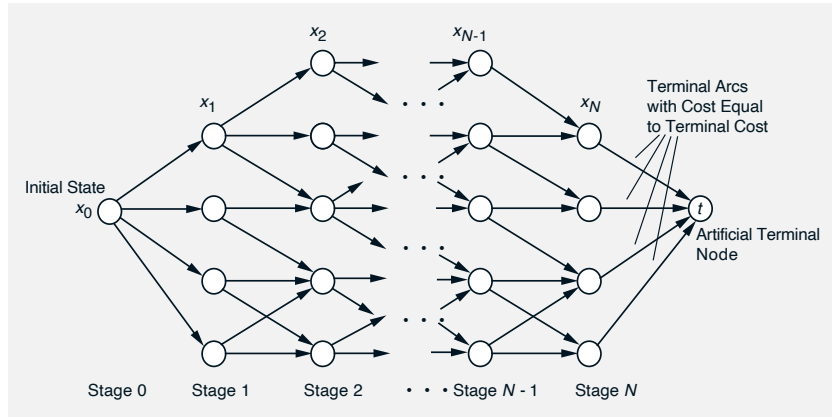 x2
xN-1
x1
xN
Terminal Arcs
with Cost Equal
to Terminal Cost
Initial State
x0
t
Artificial Terminal
Node
Stage 0 Stage 1 Stage 2 · · · Stage N - 1 Stage N